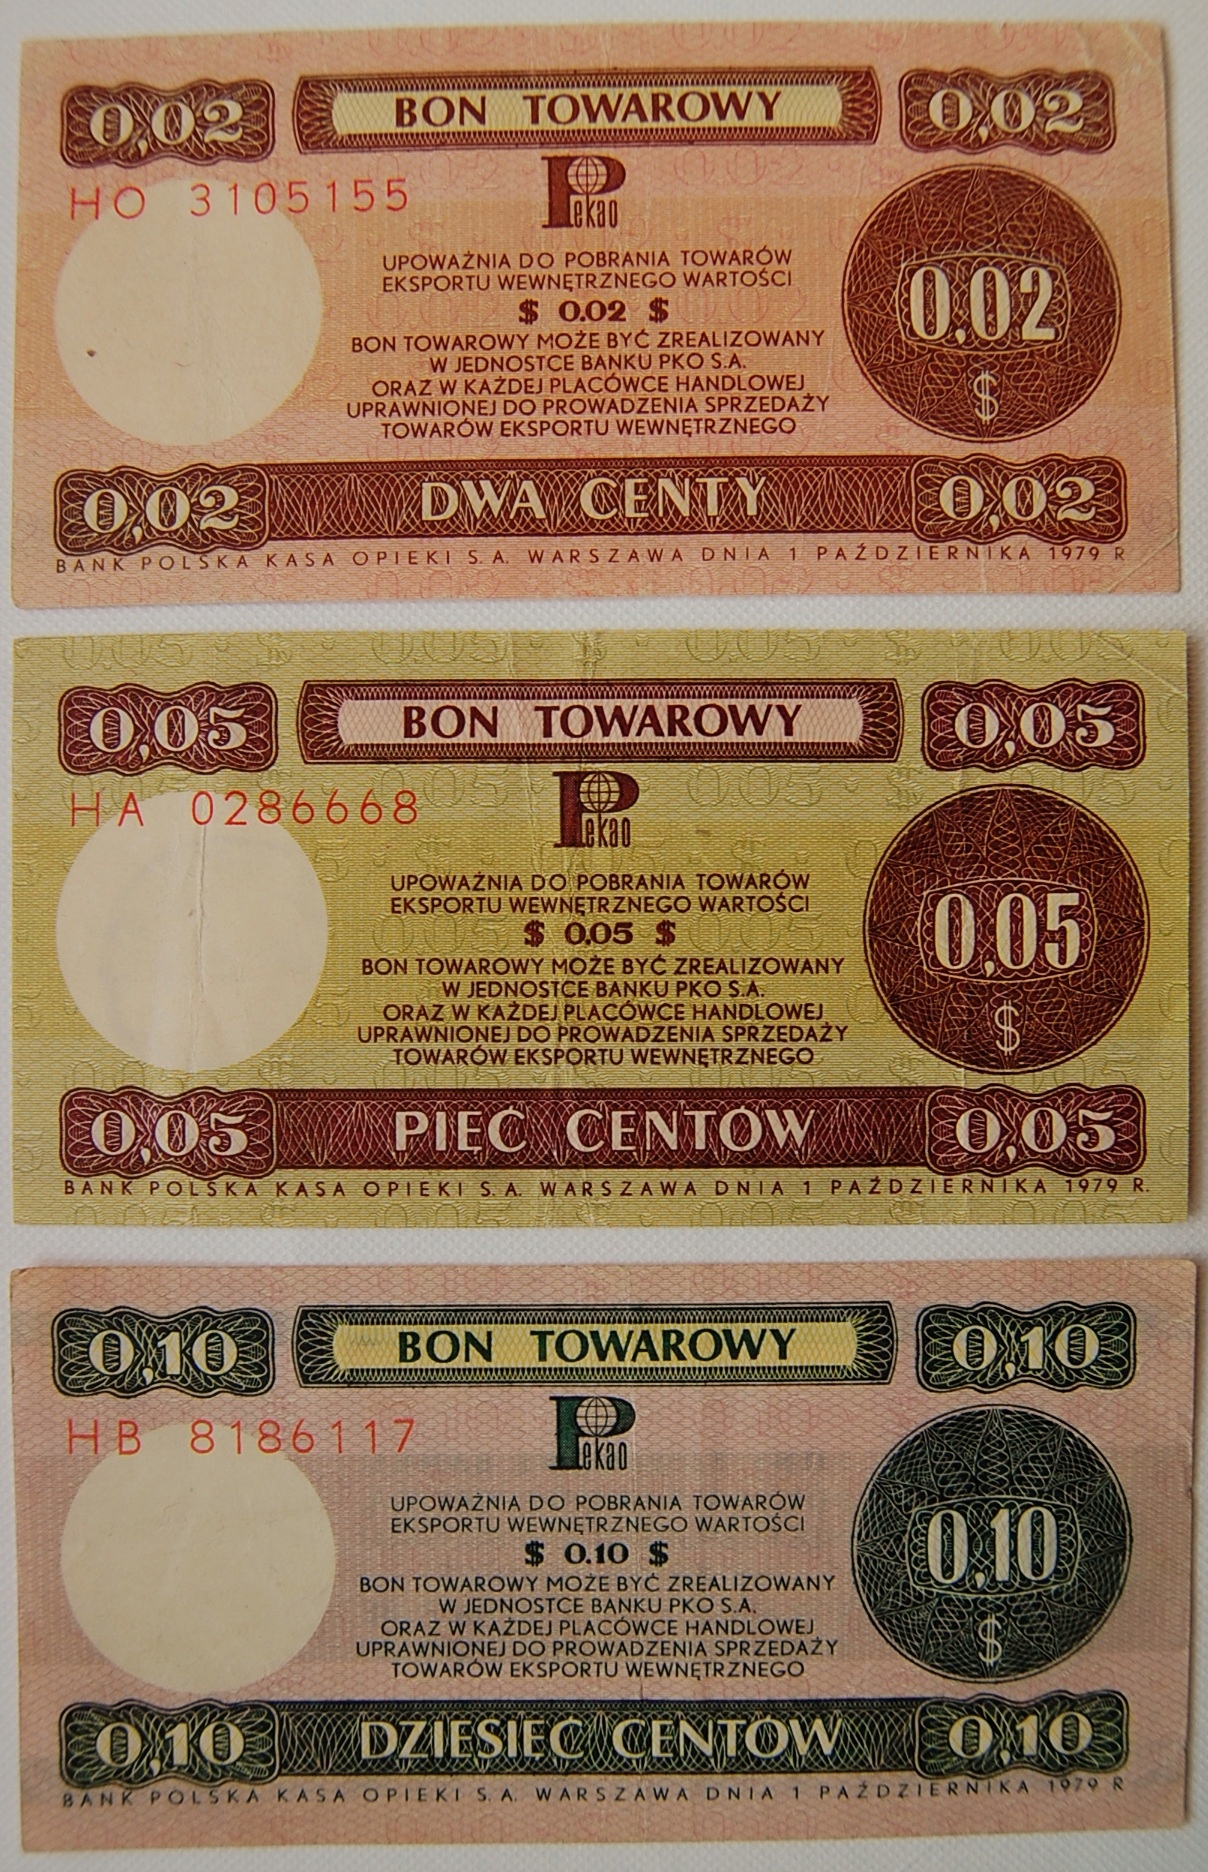 0,02 BON TOWAROWY 0,02
HO 3105155
Pekao
UPOWAŻNIA DO POBRANIA TOWARÓW
EKSPORTU WEWNĘTRZNEGO WARTOŚCI
$ 0.02 $
BON TOWAROWY MOŻE BYĆ ZREALIZOWANY
W JEDNOSTCE BANKU PKO S.A.
ORAZ W KAŻDEJ PLACÓWCE HANDLOWEJ
UPRAWNIONEJ DO PROWADZENIA SPRZEDAŻY
TOWARÓW EKSPORTU WEWNĘTRZNEGO
0,02
$
0,02 DWA CENTY 0,02
BANK POLSKA KASA OPIEKI S.A. WARSZAWA DNIA 1 PAŹDZIERNIKA 1979 R
0,05 BON TOWAROWY 0,05
HA 0286668
Pekao
UPOWAŻNIA DO POBRANIA TOWARÓW
EKSPORTU WEWNĘTRZNEGO WARTOŚCI
$ 0.05 $
BON TOWAROWY MOŻE BYĆ ZREALIZOWANY
W JEDNOSTCE BANKU PKO S.A.
ORAZ W KAŻDEJ PLACÓWCE HANDLOWEJ
UPRAWNIONEJ DO PROWADZENIA SPRZEDAŻY
TOWARÓW EKSPORTU WEWNĘTRZNEGO
0,05
$
0,05 PIĘĆ CENTÓW 0,05
BANK POLSKA KASA OPIEKI S.A. WARSZAWA DNIA 1 PAŹDZIERNIKA 1979 R.
0,10 BON TOWAROWY 0,10
HB 8186117
Pekao
UPOWAŻNIA DO POBRANIA TOWARÓW
EKSPORTU WEWNĘTRZNEGO WARTOŚCI
$ 0.10 $
BON TOWAROWY MOŻE BYĆ ZREALIZOWANY
W JEDNOSTCE BANKU PKO S.A.
ORAZ W KAŻDEJ PLACÓWCE HANDLOWEJ
UPRAWNIONEJ DO PROWADZENIA SPRZEDAŻY
TOWARÓW EKSPORTU WEWNĘTRZNEGO
0,10
$
0,10 DZIESIĘĆ CENTÓW 0,10
BANK POLSKA KASA OPIEKI S.A. WARSZAWA DNIA 1 PAŹDZIERNIKA 1979 R